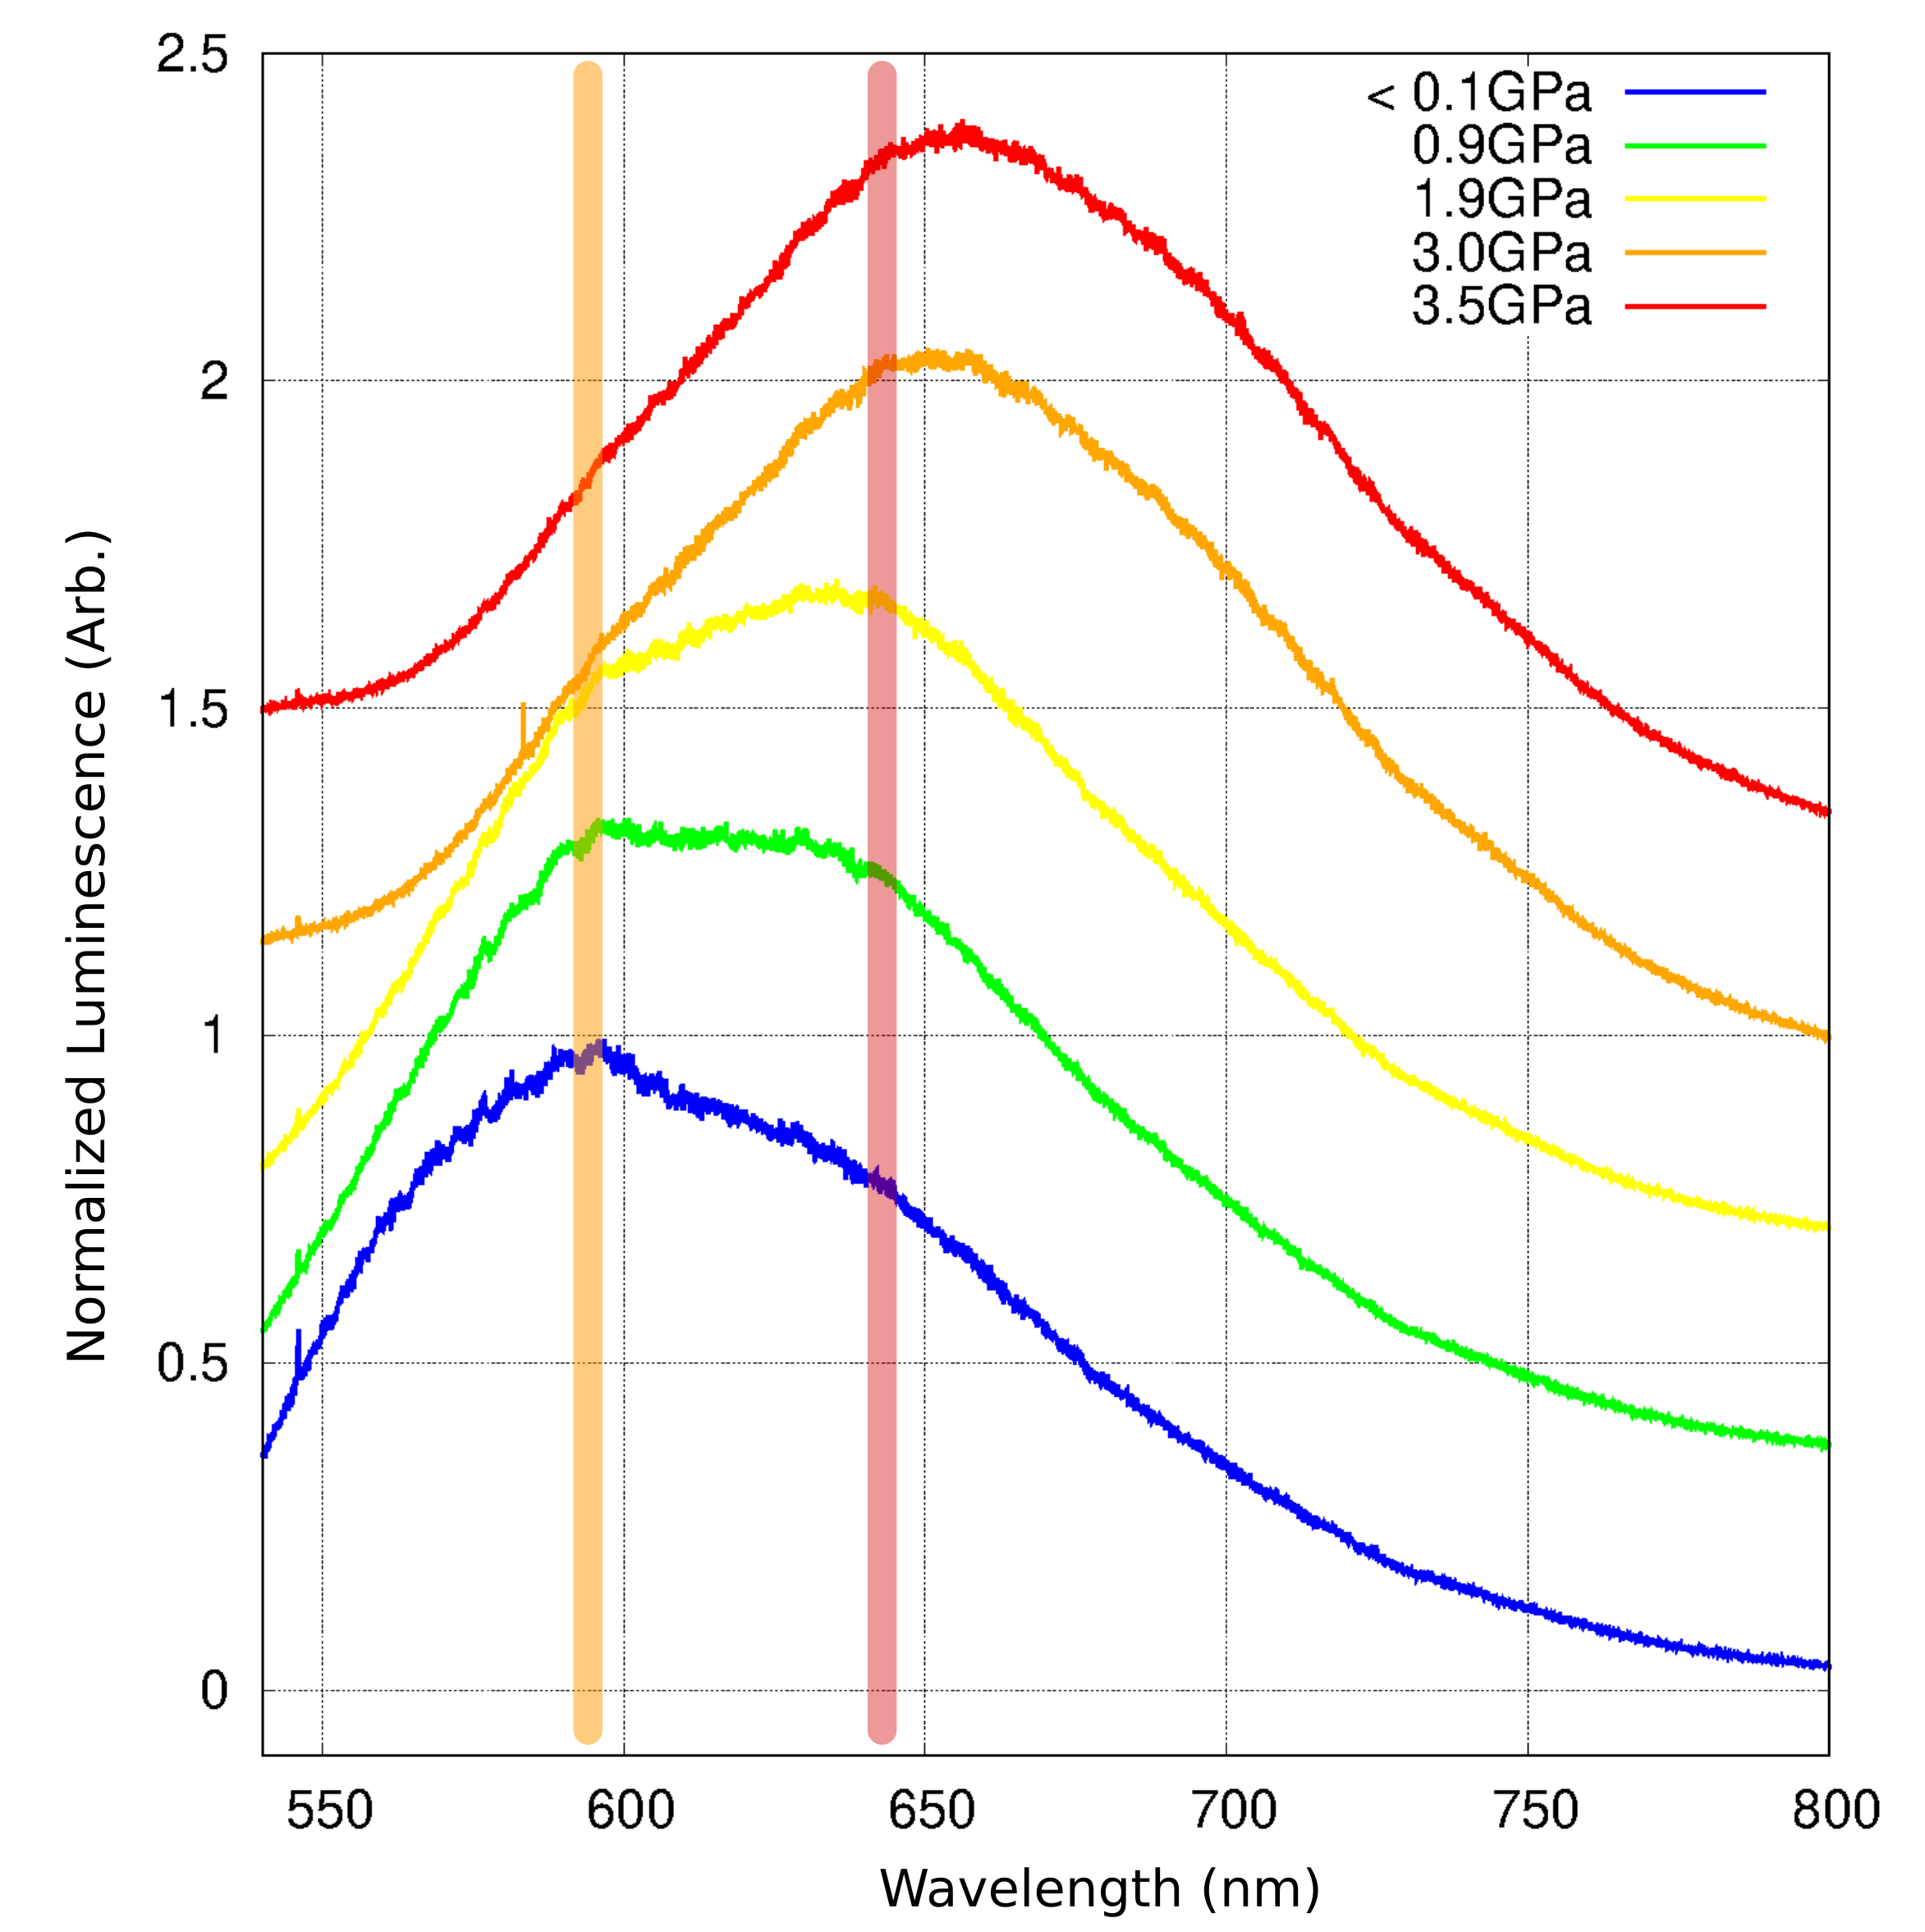 2.5
2
1.5
1
0.5
0
Normalized Luminescence (Arb.)
< 0.1GPa
0.9GPa
1.9GPa
3.0GPa
3.5GPa
550 600 650 700 750 800
Wavelength (nm)